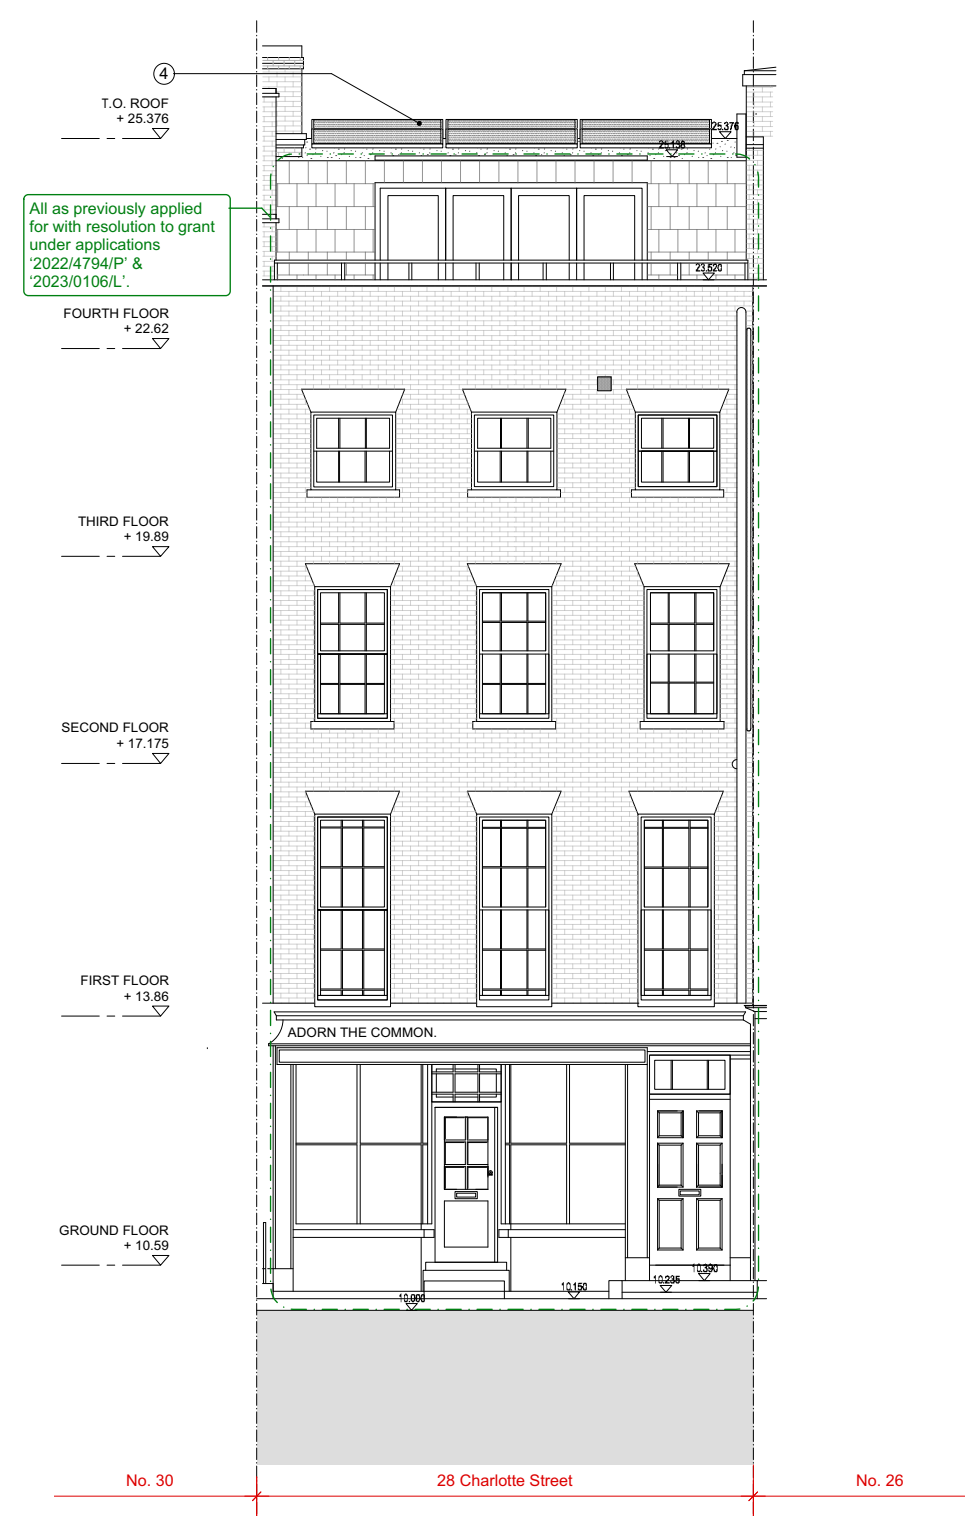 4
T.O. ROOF
+ 25.376
25.376
25.138
All as previously applied
for with resolution to grant
under applications
‘2022/4794/P’ &
‘2023/0106/L’.
23.520
FOURTH FLOOR
+ 22.62
THIRD FLOOR
+ 19.89
SECOND FLOOR
+ 17.175
FIRST FLOOR
+ 13.86
ADORN THE COMMON.
GROUND FLOOR
+ 10.59
10.390
10.235
10.150
10.000
No. 30
28 Charlotte Street
No. 26